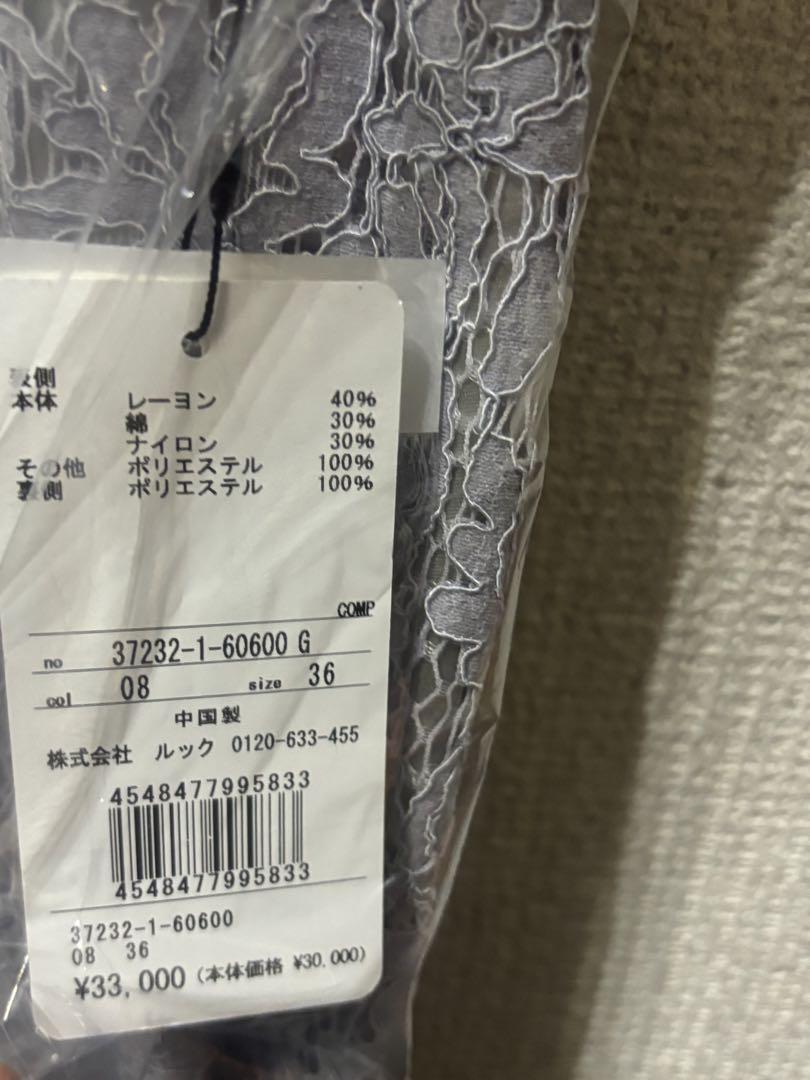 表側
本体 レーヨン 40%
綿 30%
ナイロン 30%
その他 ポリエステル 100%
裏側 ポリエステル 100%
COMP
no 37232-1-60600 G
col 08 size 36
中国製
株式会社 ルック 0120-633-455
4548477995833
4548477995833
37232-1-60600
08 36
¥33,000 (本体価格 ¥30,000)